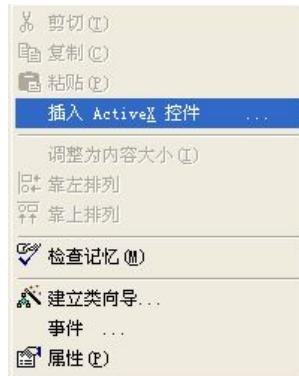 剪切(T)
复制(C)
粘贴(P)
插入 ActiveX 控件 ...
调整为内容大小(I)
靠左排列
靠上排列
检查记忆(M)
建立类向导...
事件 ...
属性(P)